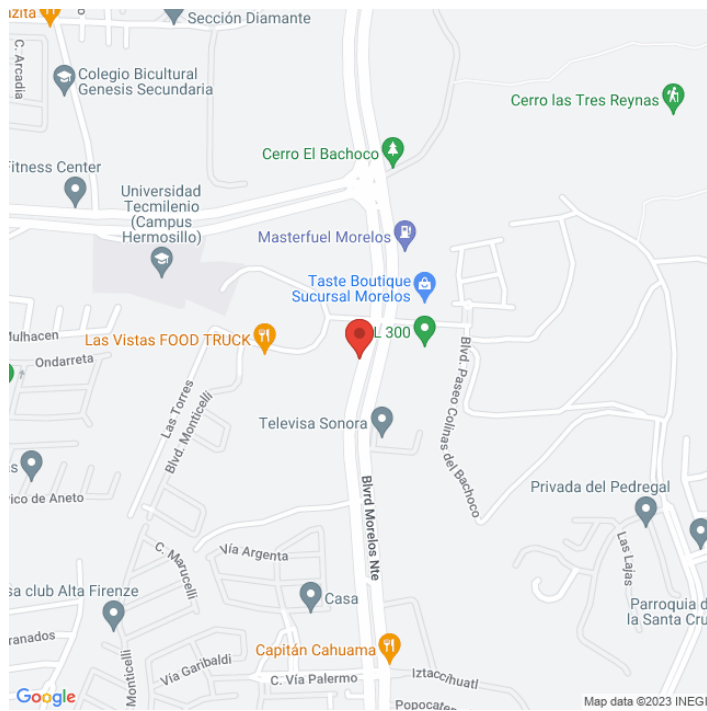 Sección Diamante
C. Arcadia
Colegio Bicultural
Genesis Secundaria
Cerro las Tres Reynas
Cerro El Bachoco
Fitness Center
Universidad
Tecmilenio
(Campus
Hermosillo)
Masterfuel Morelos
Taste Boutique
Sucursal Morelos
Mulhacen
Ondarreta
Las Vistas FOOD TRUCK
L 300
Las Torres
Blvd. Monticelli
Televisa Sonora
Blvd. Paseo Colinas del Bachoco
Blvrd Morelos Nte
Privada del Pedregal
Las Lajas
rico de Aneto
C. Marucelli
Vía Argenta
sa club Alta Firenze
Casa
Parroquia d
la Santa Cru
ranados
Monticelli
Vía Garibaldi
Capitán Cahuama
C. Vía Palermo
Iztaccíhuatl
Popocatep
Google
Map data ©2023 INEGI